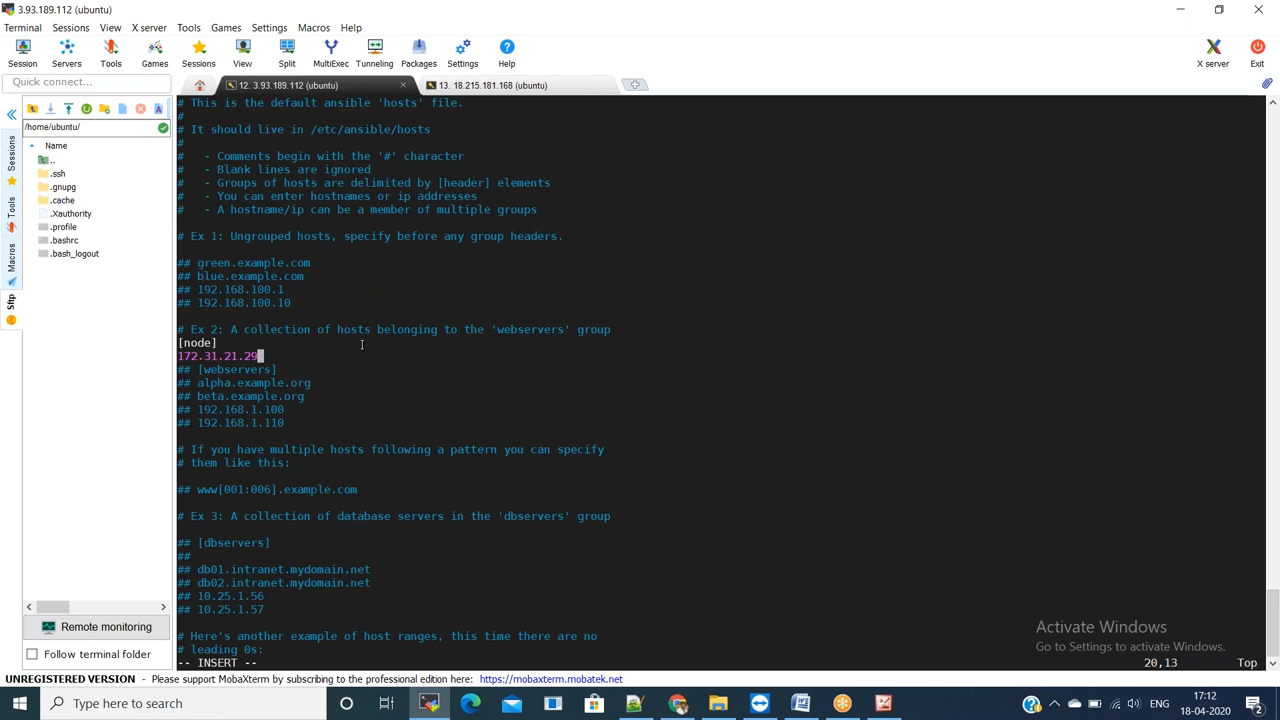 3.93.189.112 (ubuntu)
Terminal Sessions View X server Tools Games Settings Macros Help
Session Servers Tools Games Sessions View Split MultiExec Tunneling Packages Settings Help X server Exit
Quick connect...
12. 3.93.189.112 (ubuntu)
13. 18.215.181.168 (ubuntu)
/home/ubuntu/
Name
..
.ssh
.gnupg
.cache
.Xauthority
.profile
.bashrc
.bash_logout
Sessions
Tools
Macros
Sftp
Remote monitoring
Follow terminal folder
# This is the default ansible 'hosts' file.
#
# It should live in /etc/ansible/hosts
#
#   - Comments begin with the '#' character
#   - Blank lines are ignored
#   - Groups of hosts are delimited by [header] elements
#   - You can enter hostnames or ip addresses
#   - A hostname/ip can be a member of multiple groups
# Ex 1: Ungrouped hosts, specify before any group headers.
## green.example.com
## blue.example.com
## 192.168.100.1
## 192.168.100.10
# Ex 2: A collection of hosts belonging to the 'webservers' group
[node]
172.31.21.29
## [webservers]
## alpha.example.org
## beta.example.org
## 192.168.1.100
## 192.168.1.110
# If you have multiple hosts following a pattern you can specify
# them like this:
## www[001:006].example.com
# Ex 3: A collection of database servers in the 'dbservers' group
## [dbservers]
##
## db01.intranet.mydomain.net
## db02.intranet.mydomain.net
## 10.25.1.56
## 10.25.1.57
# Here's another example of host ranges, this time there are no
# leading 0s:
-- INSERT --
20,13
Top
Activate Windows
Go to Settings to activate Windows.
UNREGISTERED VERSION - Please support MobaXterm by subscribing to the professional edition here: https://mobaxterm.mobatek.net
Type here to search
ENG
17:12
18-04-2020
2